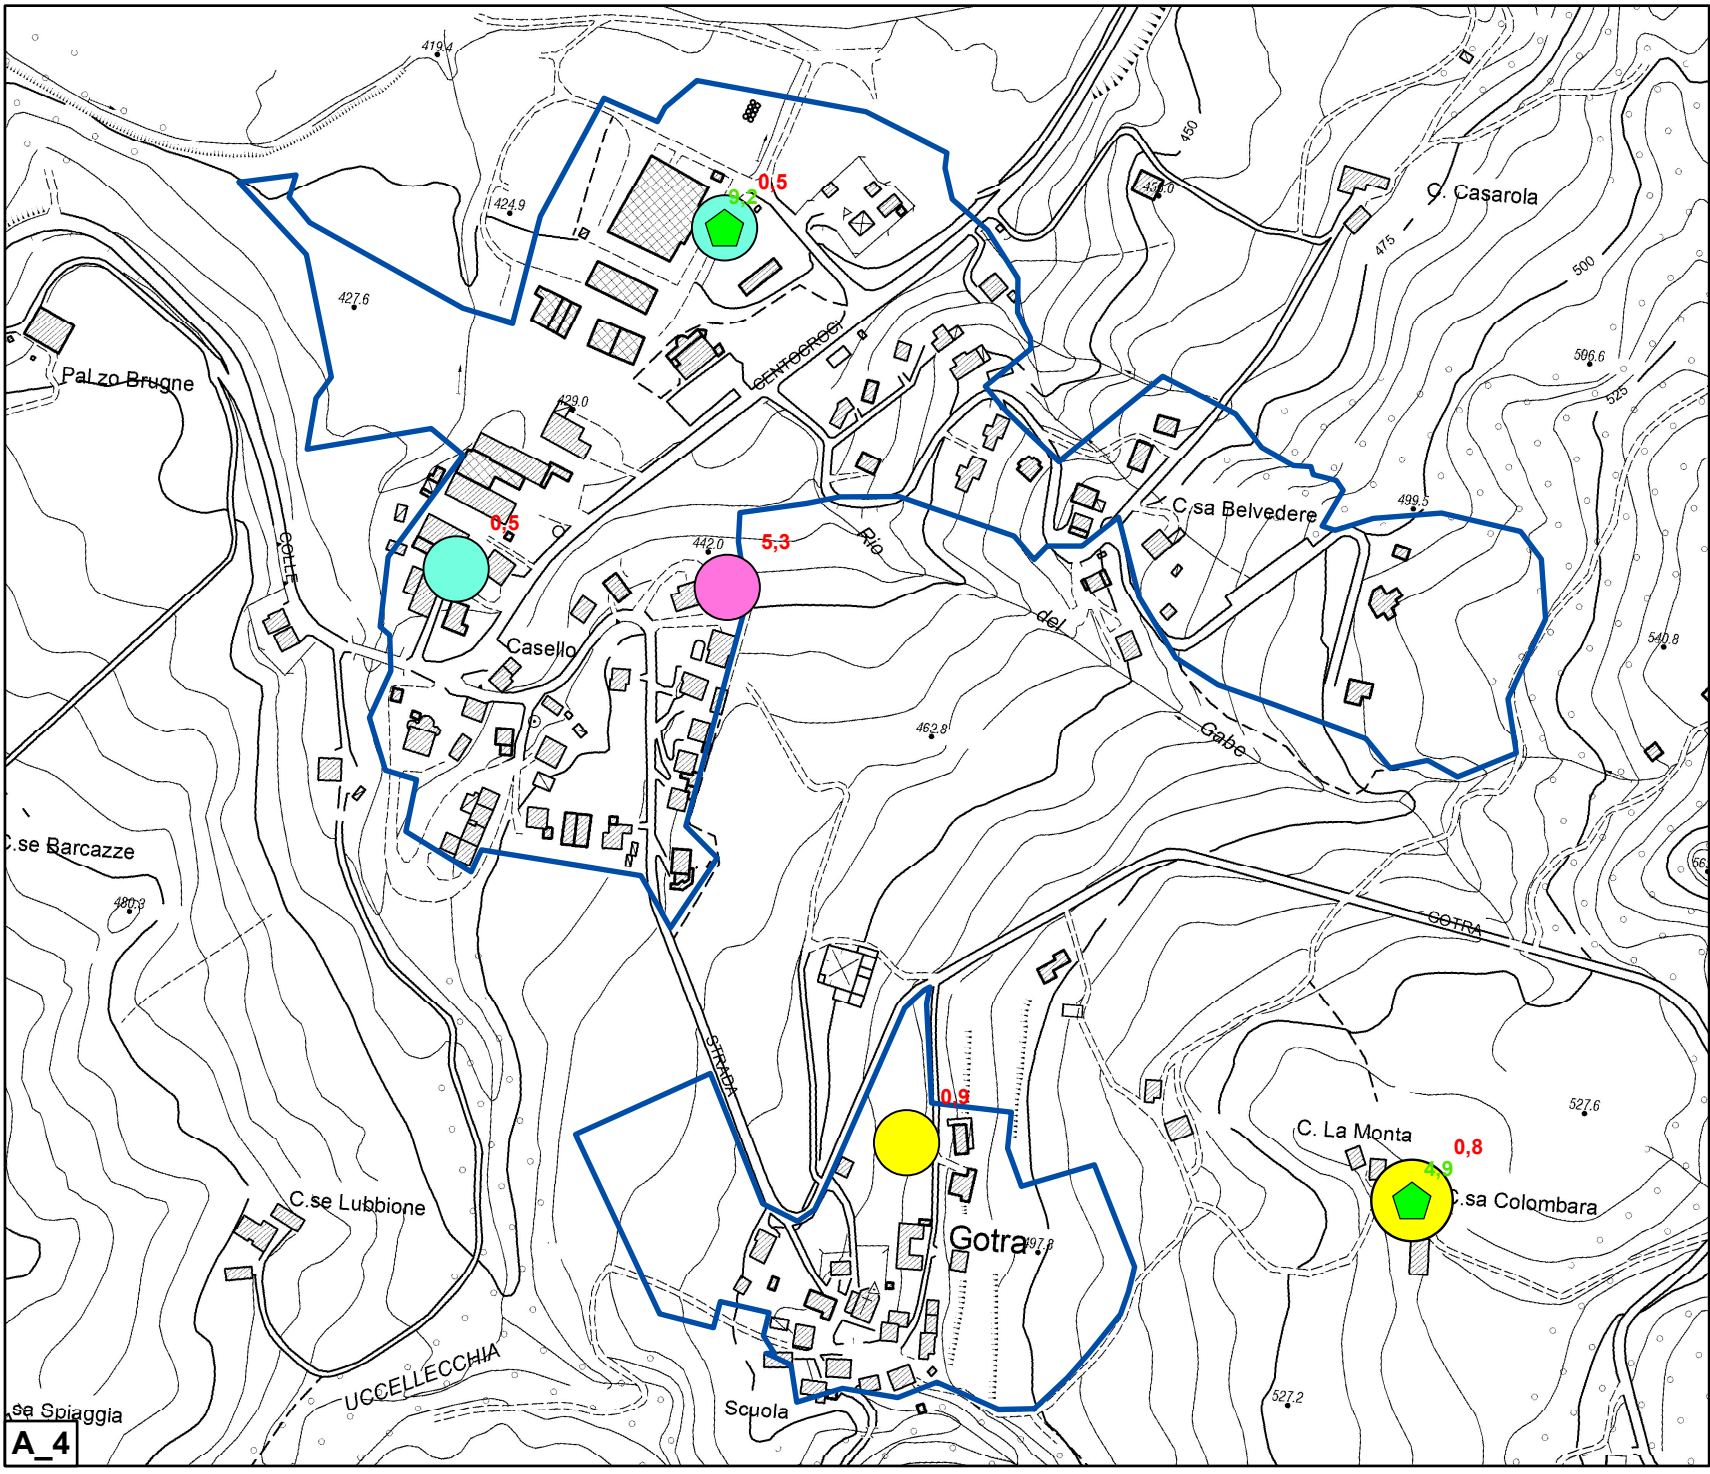 419.4
450
450.0
C. Casarola
0,5
9,2
424.9
475
500
427.6
CENTOCROCI
506.6
Pal.zo Brugne
525
429.0
499.5
C.sa Belvedere
0,5
442.0
5,3
Rio
COLLE
del
540.8
Casello
462.8
Gabe
C.se Barcazze
480.3
GOTRA
STRADA
0,9
527.6
C. La Monta
0,8
4,9
C.sa Colombara
C.se Lubbione
Gotra
497.8
UCCELLECCHIA
527.2
Scuola
sa Spiaggia
A_4